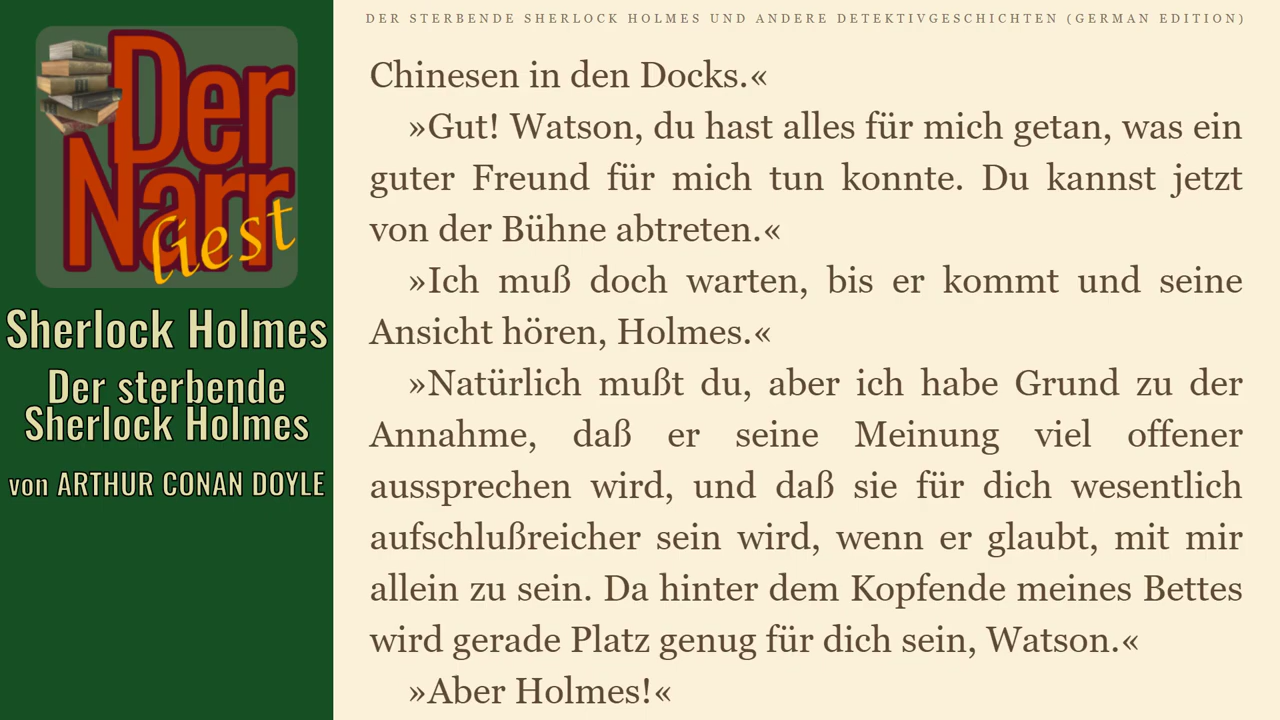 Der
Narr
liest
Sherlock Holmes
Der sterbende
Sherlock Holmes
von ARTHUR CONAN DOYLE
DER STERBENDE SHERLOCK HOLMES UND ANDERE DETEKTIVGESCHICHTEN (GERMAN EDITION)
Chinesen in den Docks.«
»Gut! Watson, du hast alles für mich getan, was ein
guter Freund für mich tun konnte. Du kannst jetzt
von der Bühne abtreten.«
»Ich muß doch warten, bis er kommt und seine
Ansicht hören, Holmes.«
»Natürlich mußt du, aber ich habe Grund zu der
Annahme, daß er seine Meinung viel offener
aussprechen wird, und daß sie für dich wesentlich
aufschlußreicher sein wird, wenn er glaubt, mit mir
allein zu sein. Da hinter dem Kopfende meines Bettes
wird gerade Platz genug für dich sein, Watson.«
»Aber Holmes!«